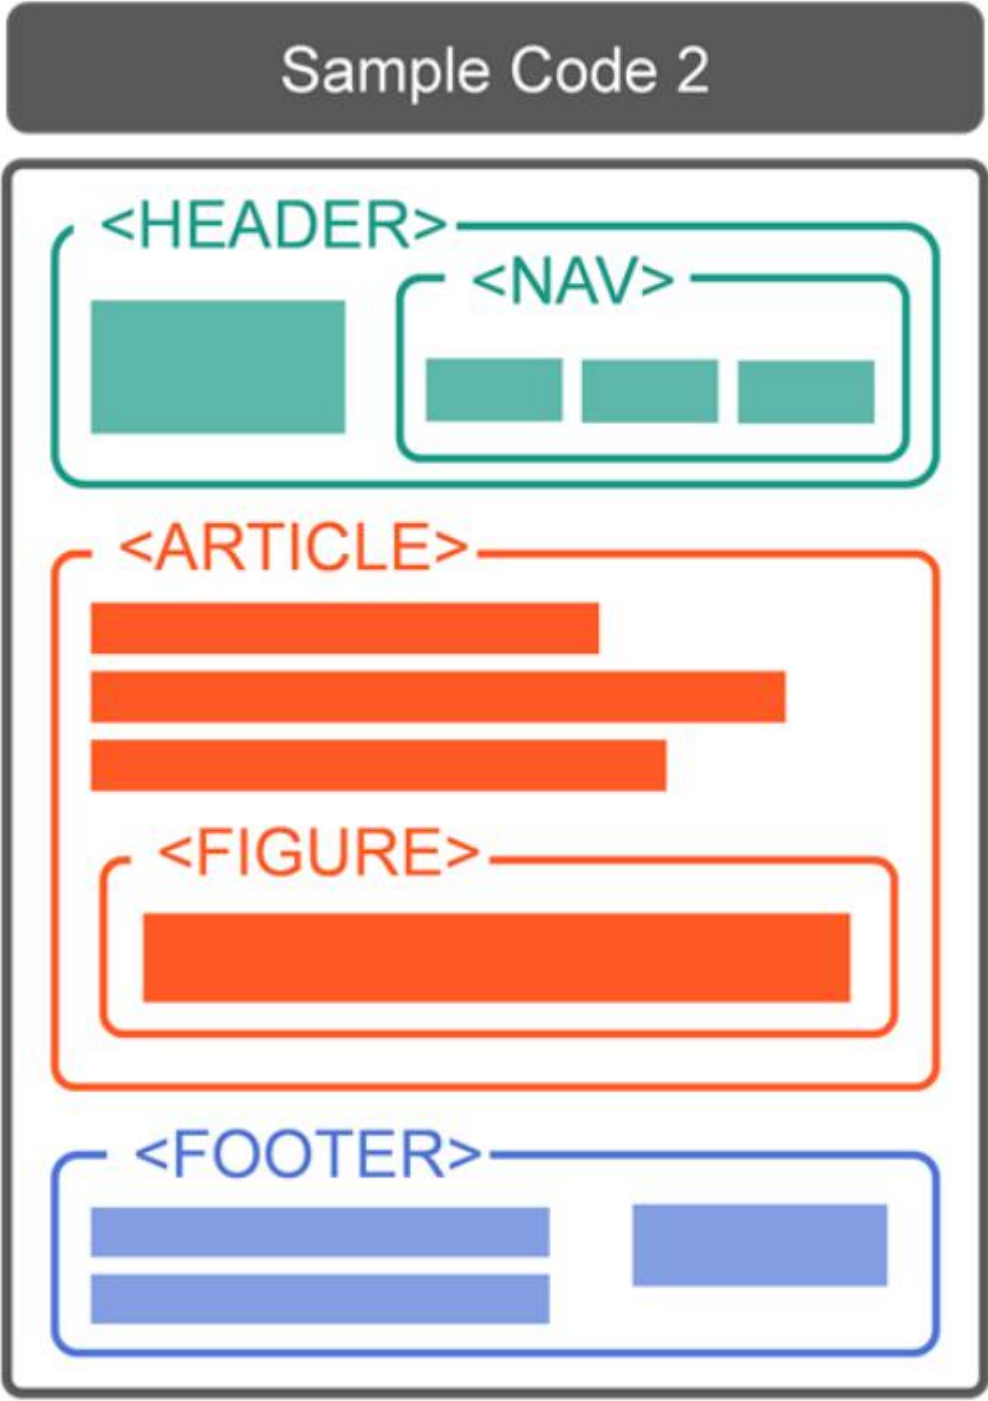 Sample Code 2
<HEADER>
<NAV>
<ARTICLE>
<FIGURE>
<FOOTER>